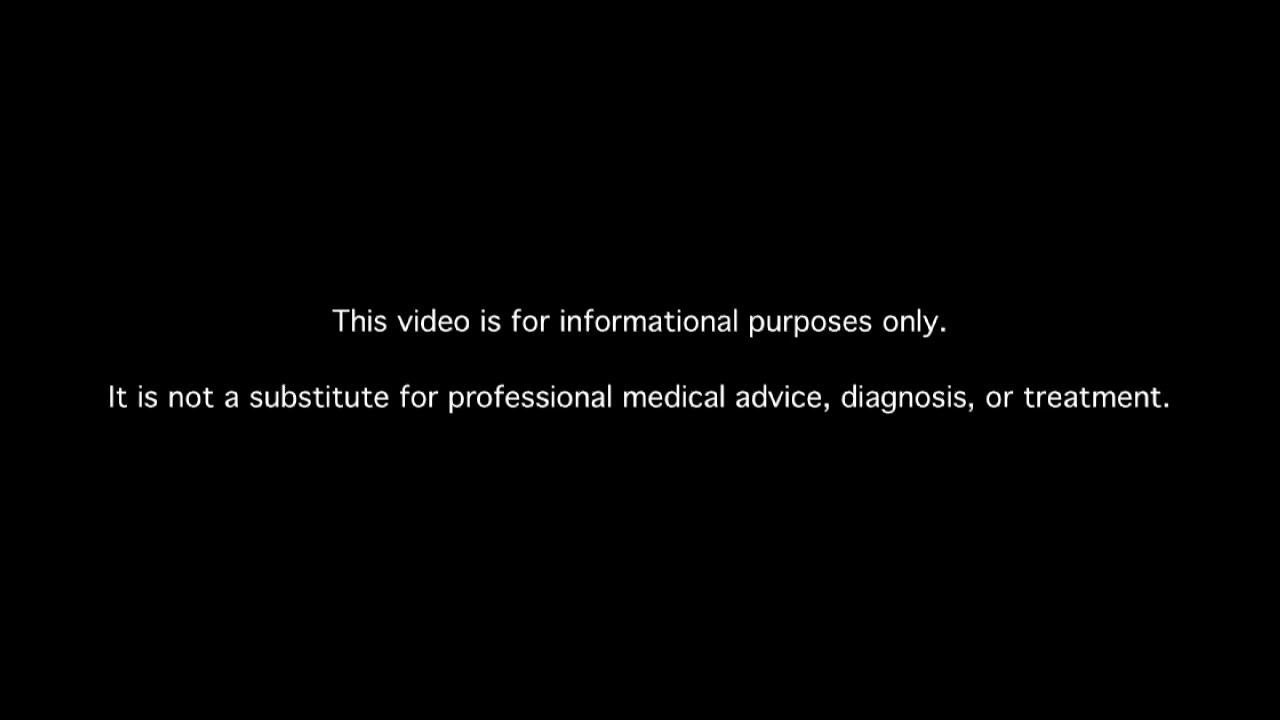 This video is for informational purposes only.
It is not a substitute for professional medical advice, diagnosis, or treatment.